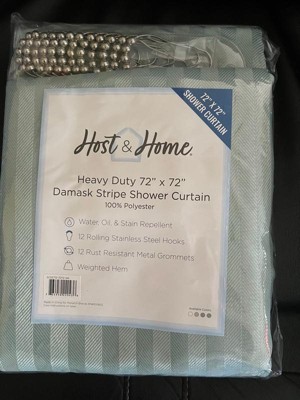 72" x 72"
SHOWER CURTAIN
Host & Home.
Heavy Duty 72" x 72"
Damask Stripe Shower Curtain
100% Polyester
Water, Oil, & Stain Repellent
12 Rolling Stainless Steel Hooks
12 Rust Resistant Metal Grommets
Weighted Hem